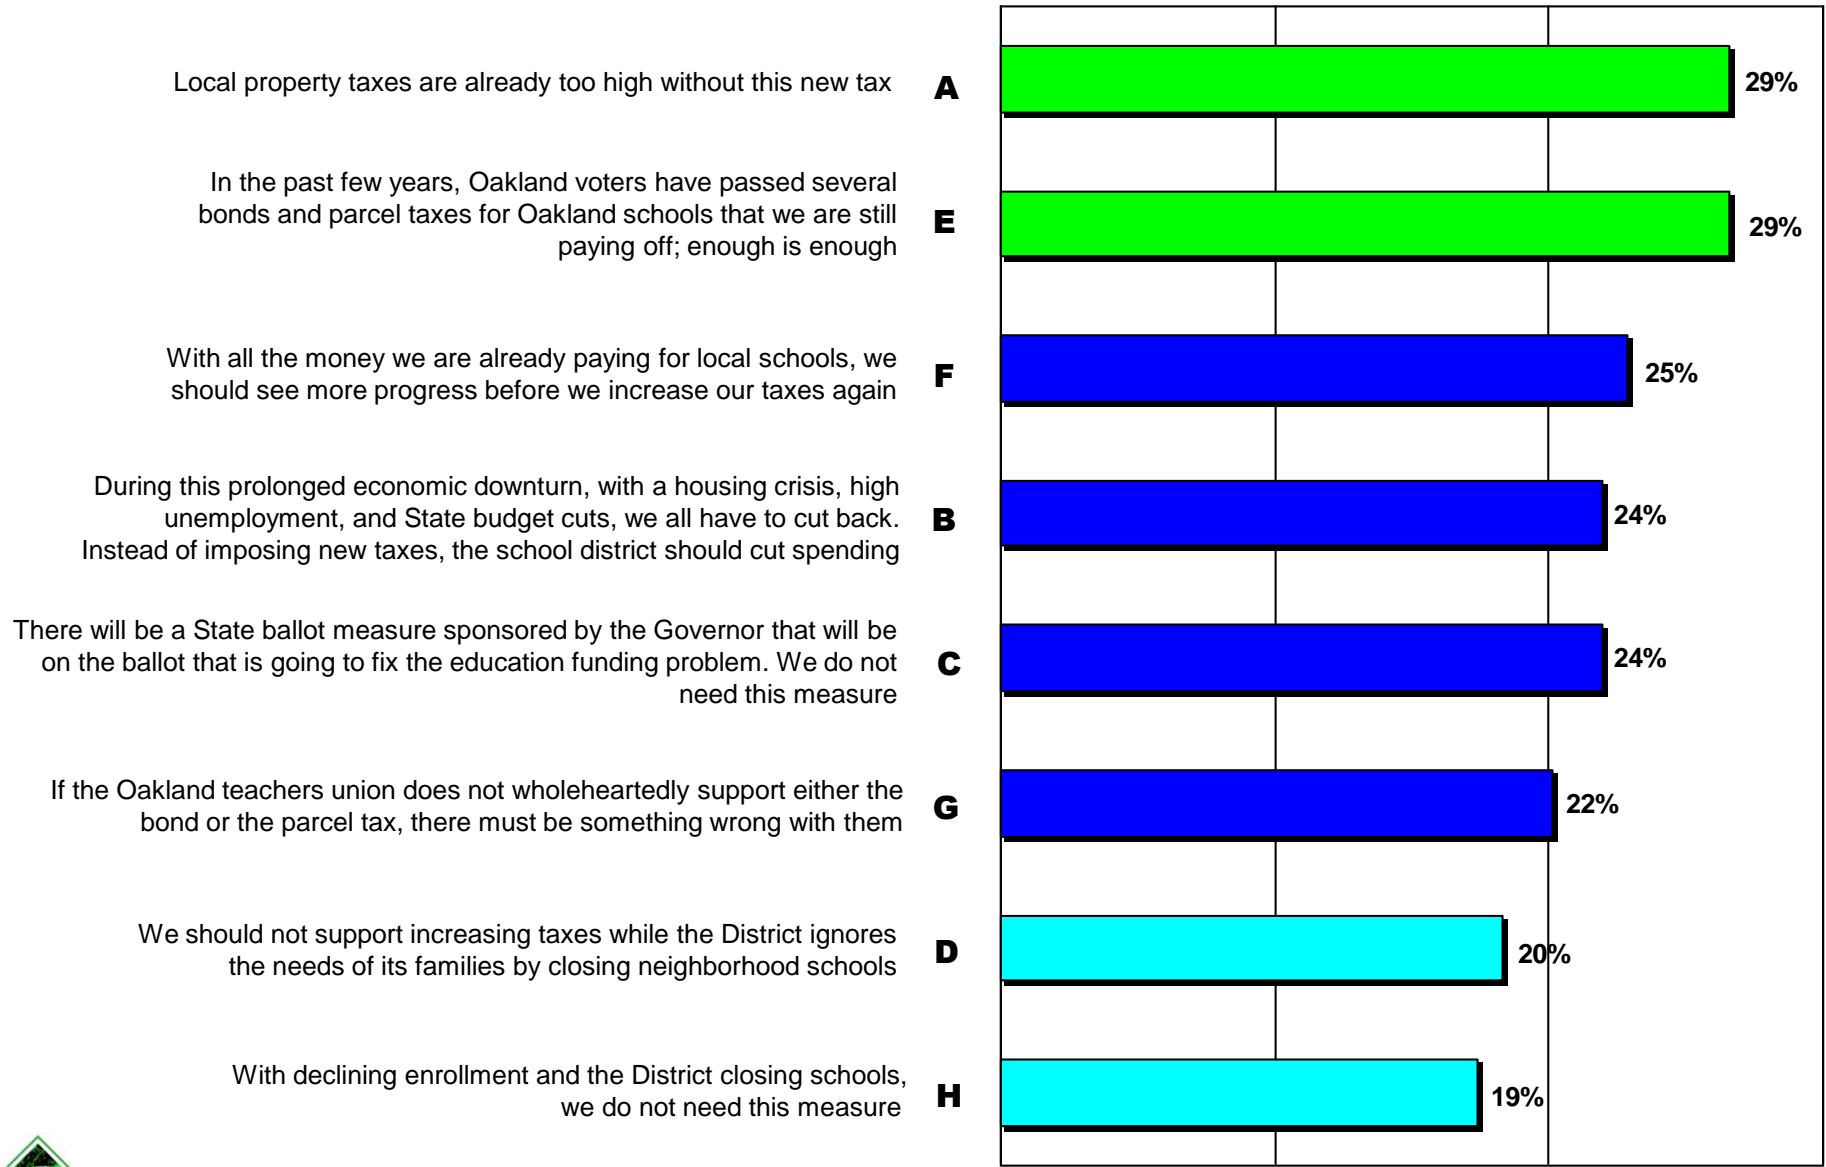 Local property taxes are already too high without this new tax
A
29%
In the past few years, Oakland voters have passed several
bonds and parcel taxes for Oakland schools that we are still
paying off; enough is enough
E
29%
With all the money we are already paying for local schools, we
should see more progress before we increase our taxes again
F
25%
During this prolonged economic downturn, with a housing crisis, high
unemployment, and State budget cuts, we all have to cut back.
Instead of imposing new taxes, the school district should cut spending
B
24%
There will be a State ballot measure sponsored by the Governor that will be
on the ballot that is going to fix the education funding problem. We do not
need this measure
C
24%
If the Oakland teachers union does not wholeheartedly support either the
bond or the parcel tax, there must be something wrong with them
G
22%
We should not support increasing taxes while the District ignores
the needs of its families by closing neighborhood schools
D
20%
With declining enrollment and the District closing schools,
we do not need this measure
H
19%